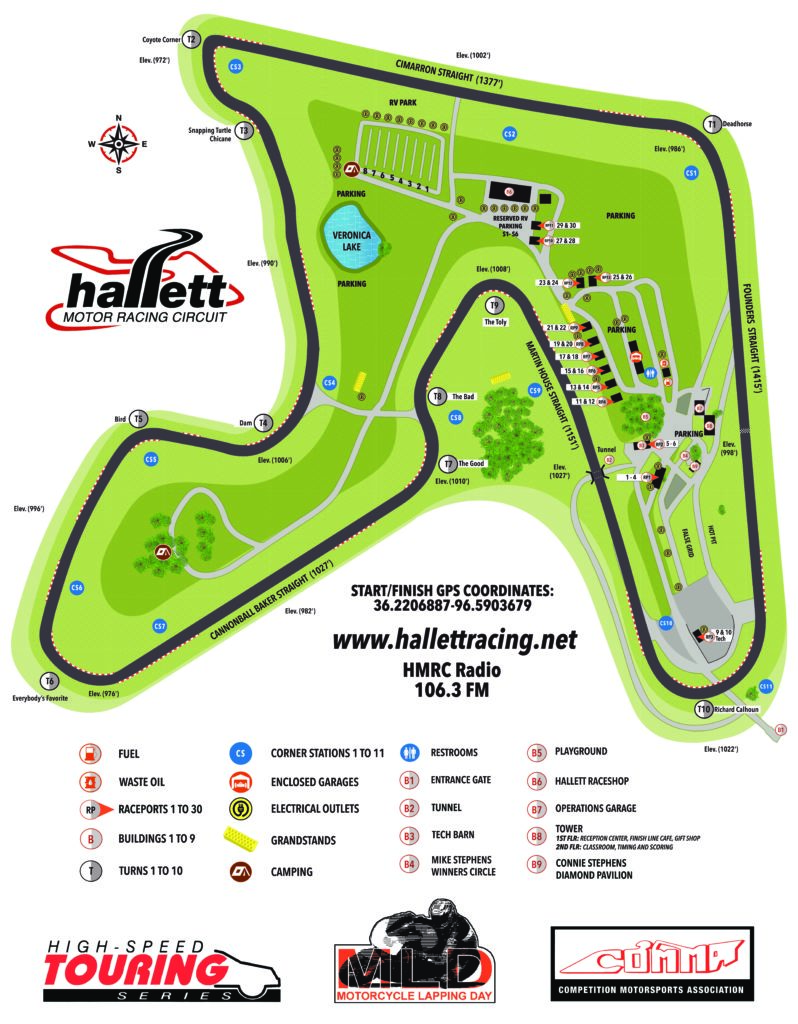 Coyote Corner
T2
Elev. (972')
CS3
Elev. (1002')
CIMARRON STRAIGHT (1377')
T1
Deadhorse
Elev. (986')
CS1
CS2
N
W
E
S
Snapping Turtle
Chicane
T3
RV PARK
8 7 6 5 4 3 2 1
PARKING
B6
RESERVED RV
PARKING
S1- S6
29 & 30
27 & 28
PARKING
VERONICA
LAKE
PARKING
Elev. (990')
hallett
MOTOR RACING CIRCUIT
Elev. (1008')
T9
The Toly
23 & 24
25 & 26
21 & 22
19 & 20
17 & 18
15 & 16
13 & 14
11 & 12
PARKING
FOUNDERS STRAIGHT (1415')
MARTIN HOUSE STRAIGHT (1151')
CS4
CS9
T8
The Bad
CS8
Bird
T5
Dam
T4
Elev. (1006')
CS5
T7
The Good
Elev. (1010')
B5
B7
B8
PARKING
5 - 6
B3
B4
B9
Tunnel
B2
1 - 4
Elev.
(1027')
Elev.
(998')
Elev. (996')
FALSE GRID
HOT PIT
CS6
CS7
CANNONBALL BAKER STRAIGHT (1027')
Elev. (982')
START/FINISH GPS COORDINATES:
36.2206887-96.5903679
www.hallettracing.net
HMRC Radio
106.3 FM
CS10
9 & 10
Tech
CS11
T6
Everybody's Favorite
Elev. (976')
T10
Richard Calhoun
Elev. (1022')
B1
FUEL
WASTE OIL
RP
RACEPORTS 1 TO 30
B
BUILDINGS 1 TO 9
T
TURNS 1 TO 10
CS
CORNER STATIONS 1 TO 11
ENCLOSED GARAGES
ELECTRICAL OUTLETS
GRANDSTANDS
CAMPING
RESTROOMS
B1
ENTRANCE GATE
B2
TUNNEL
B3
TECH BARN
B4
MIKE STEPHENS
WINNERS CIRCLE
B5
PLAYGROUND
B6
HALLETT RACESHOP
B7
OPERATIONS GARAGE
B8
TOWER
1ST FLR: RECEPTION CENTER, FINISH LINE CAFE, GIFT SHOP
2ND FLR: CLASSROOM, TIMING AND SCORING
B9
CONNIE STEPHENS
DIAMOND PAVILION
HIGH-SPEED
TOURING
SERIES
MLD
MOTORCYCLE LAPPING DAY
COMMA
COMPETITION MOTORSPORTS ASSOCIATION